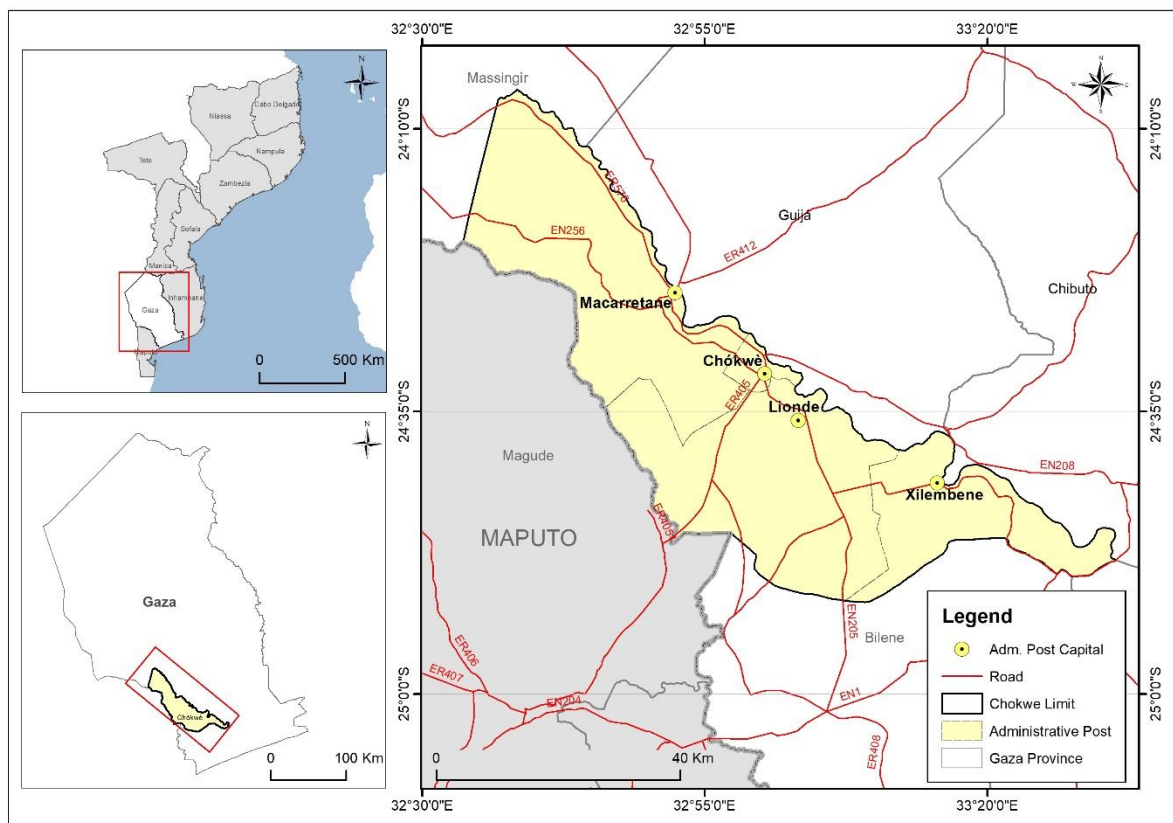 N
Niassa
Cabo Delgado
Tete
Nampula
Zambezia
Sofala
Manica
Inhambane
Gaza
Maputo
0 500 Km
N
Gaza
Chókwè
0 100 Km
32°30'0"E 32°55'0"E 33°20'0"E
24°10'0"S
24°35'0"S
25°0'0"S
N
W E
S
Massingir
ER576
EN256
Guijá
ER412
Macarretane
Chibuto
Chókwè
ER405
Lionde
Magude
EN208
Xilembene
ER405
MAPUTO
EN205
Bilene
ER406
ER407
EN204
EN1
ER408
0 40 Km
Legend
Adm. Post Capital
Road
Chokwe Limit
Administrative Post
Gaza Province
24°10'0"S
24°35'0"S
25°0'0"S
32°30'0"E 32°55'0"E 33°20'0"E